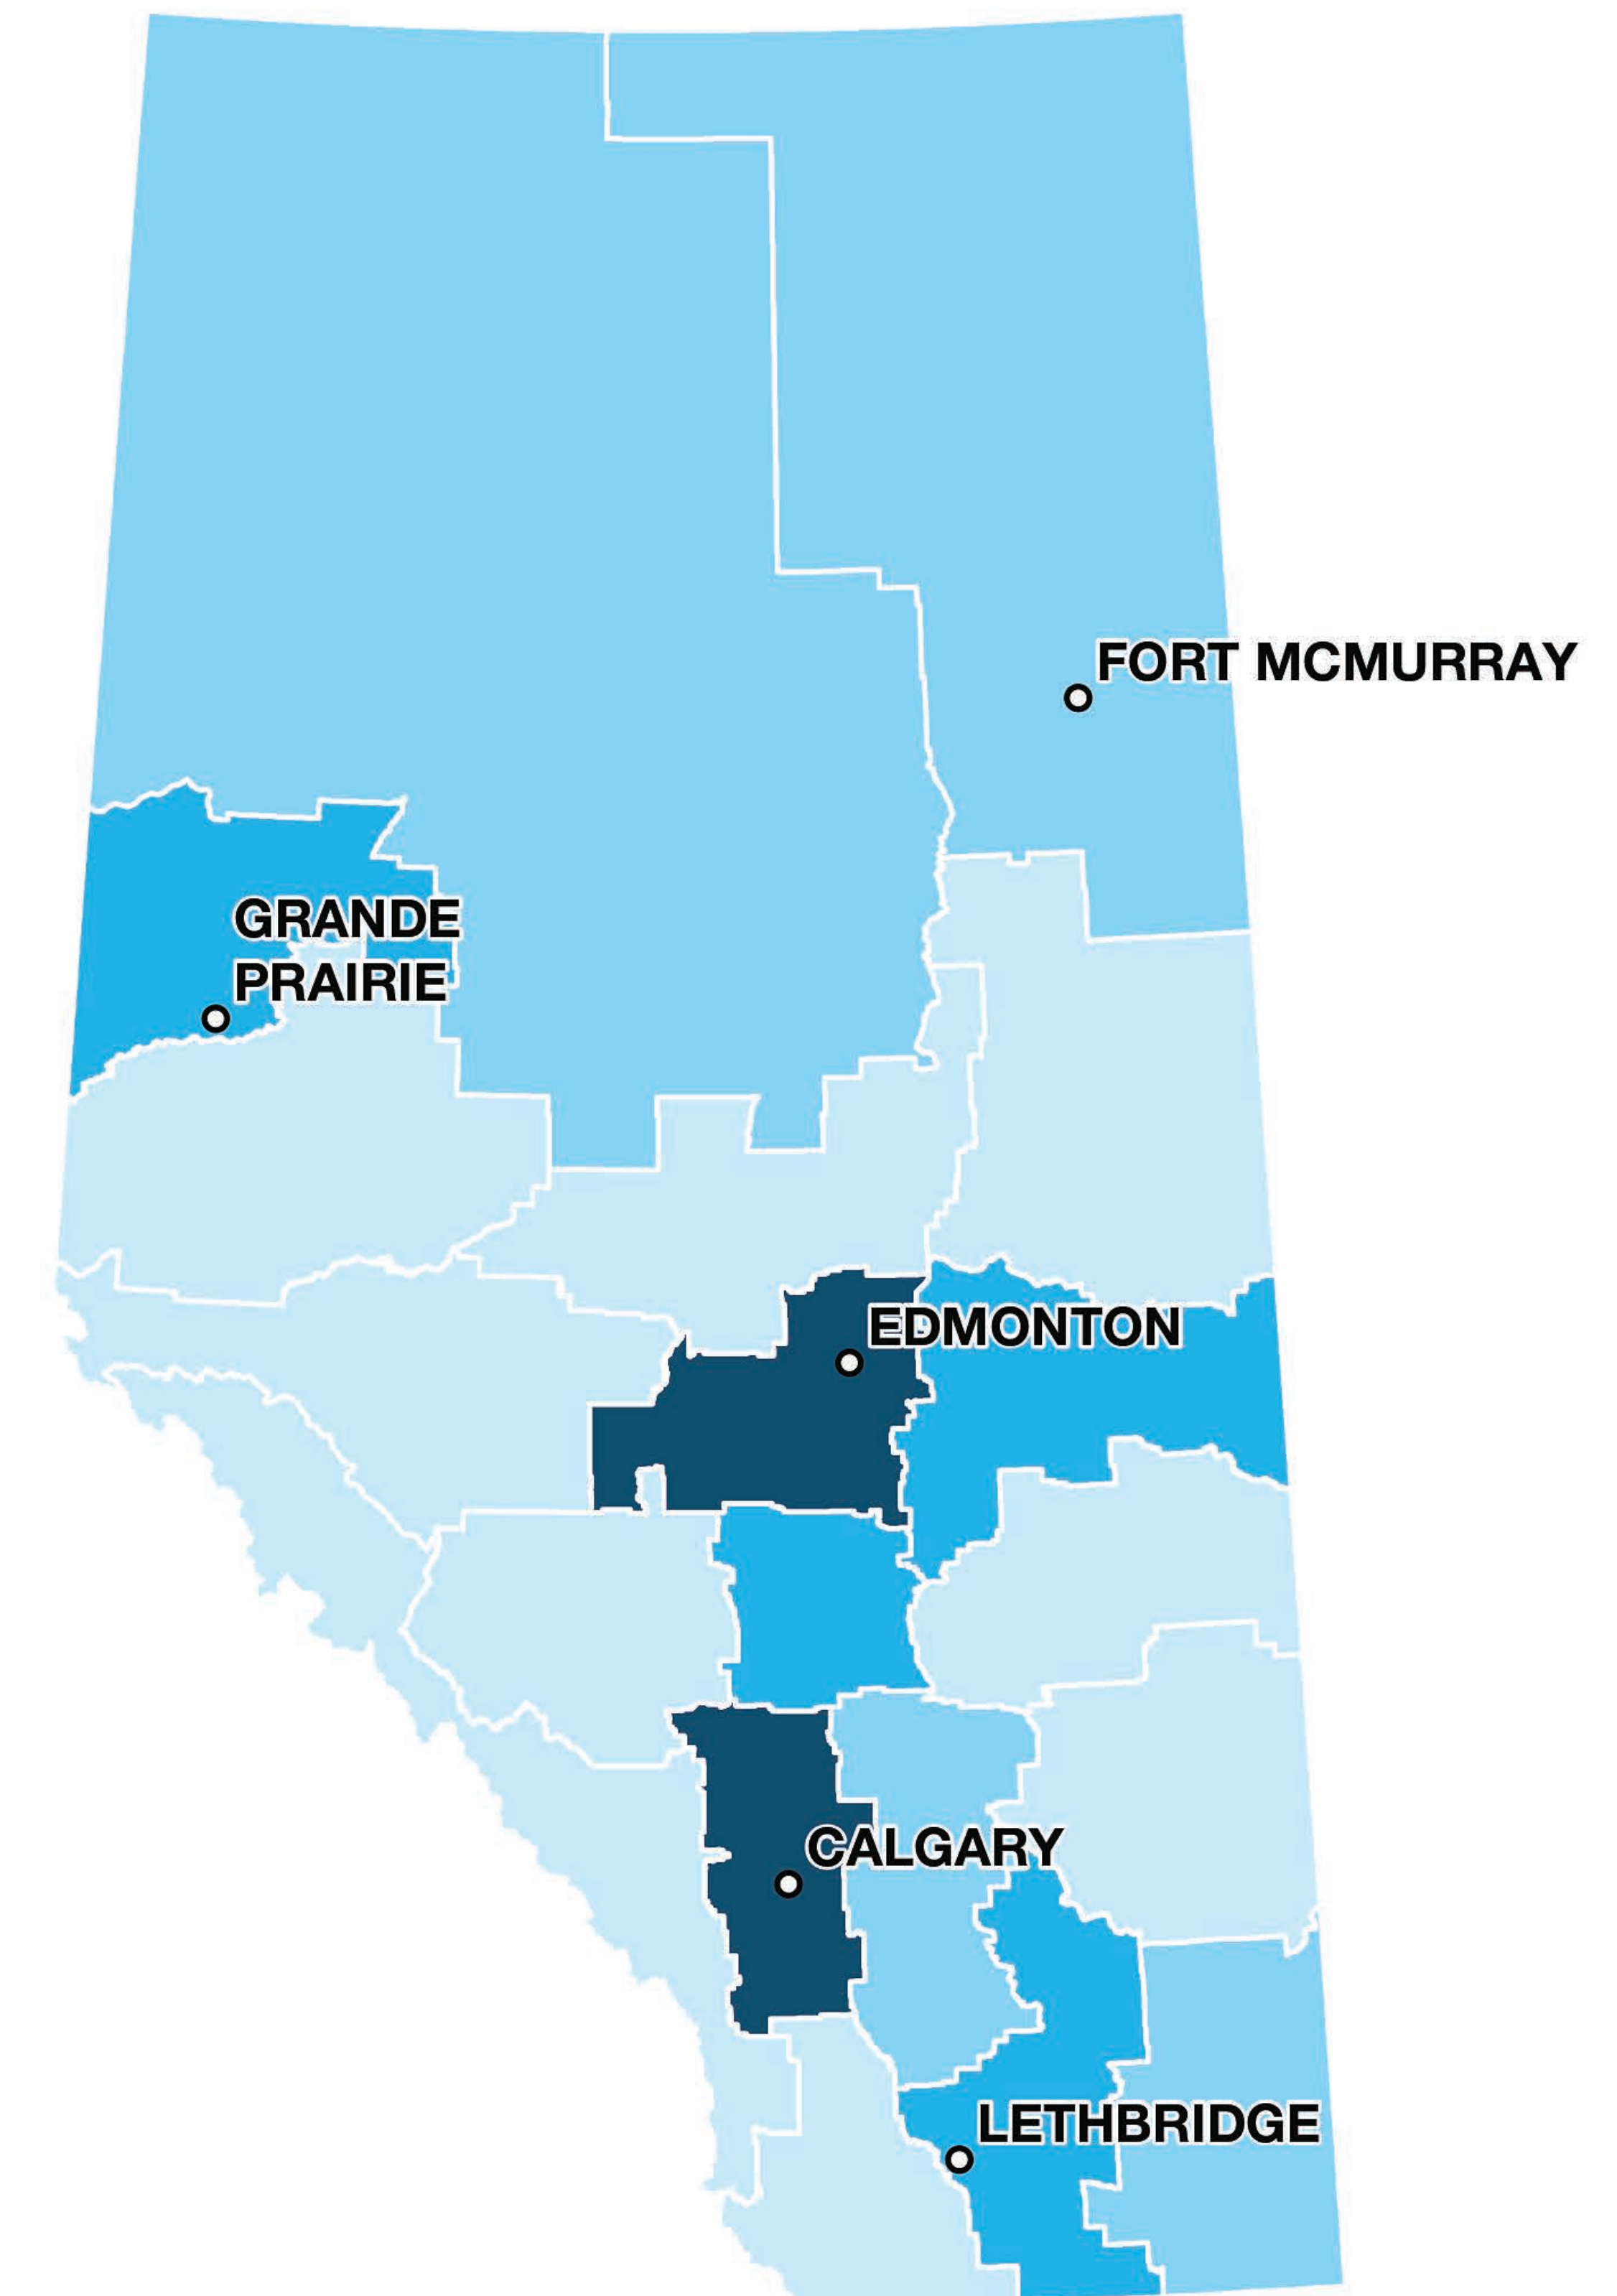 FORT MCMURRAY
GRANDE
PRAIRIE
EDMONTON
CALGARY
LETHBRIDGE